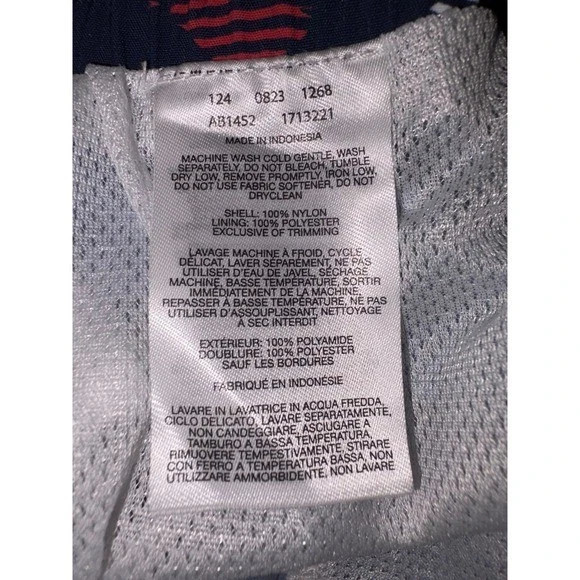 124 0823 1268
AB1452 1713221
MADE IN INDONESIA
MACHINE WASH COLD GENTLE, WASH
SEPARATELY, DO NOT BLEACH, TUMBLE
DRY LOW, REMOVE PROMPTLY, IRON LOW,
DO NOT USE FABRIC SOFTENER, DO NOT
DRYCLEAN
SHELL: 100% NYLON
LINING: 100% POLYESTER
EXCLUSIVE OF TRIMMING
LAVAGE MACHINE À FROID, CYCLE
DÉLICAT, LAVER SÉPARÉMENT, NE PAS
UTILISER D'EAU DE JAVEL, SÉCHAGE
MACHINE, BASSE TEMPÉRATURE, SORTIR
IMMÉDIATEMENT DE LA MACHINE,
REPASSER À BASSE TEMPÉRATURE, NE PAS
UTILISER D'ASSOUPLISSANT, NETTOYAGE
À SEC INTERDIT
EXTÉRIEUR: 100% POLYAMIDE
DOUBLURE: 100% POLYESTER
SAUF LES BORDURES
FABRIQUÉ EN INDONÉSIE
LAVARE IN LAVATRICE IN ACQUA FREDDA,
CICLO DELICATO, LAVARE SEPARATAMENTE,
NON CANDEGGIARE, ASCIUGARE A
TAMBURO A BASSA TEMPERATURA,
RIMUOVERE TEMPESTIVAMENTE, STIRARE
CON FERRO A TEMPERATURA BASSA, NON
USARE AMMORBIDENTE, NON LAVARE